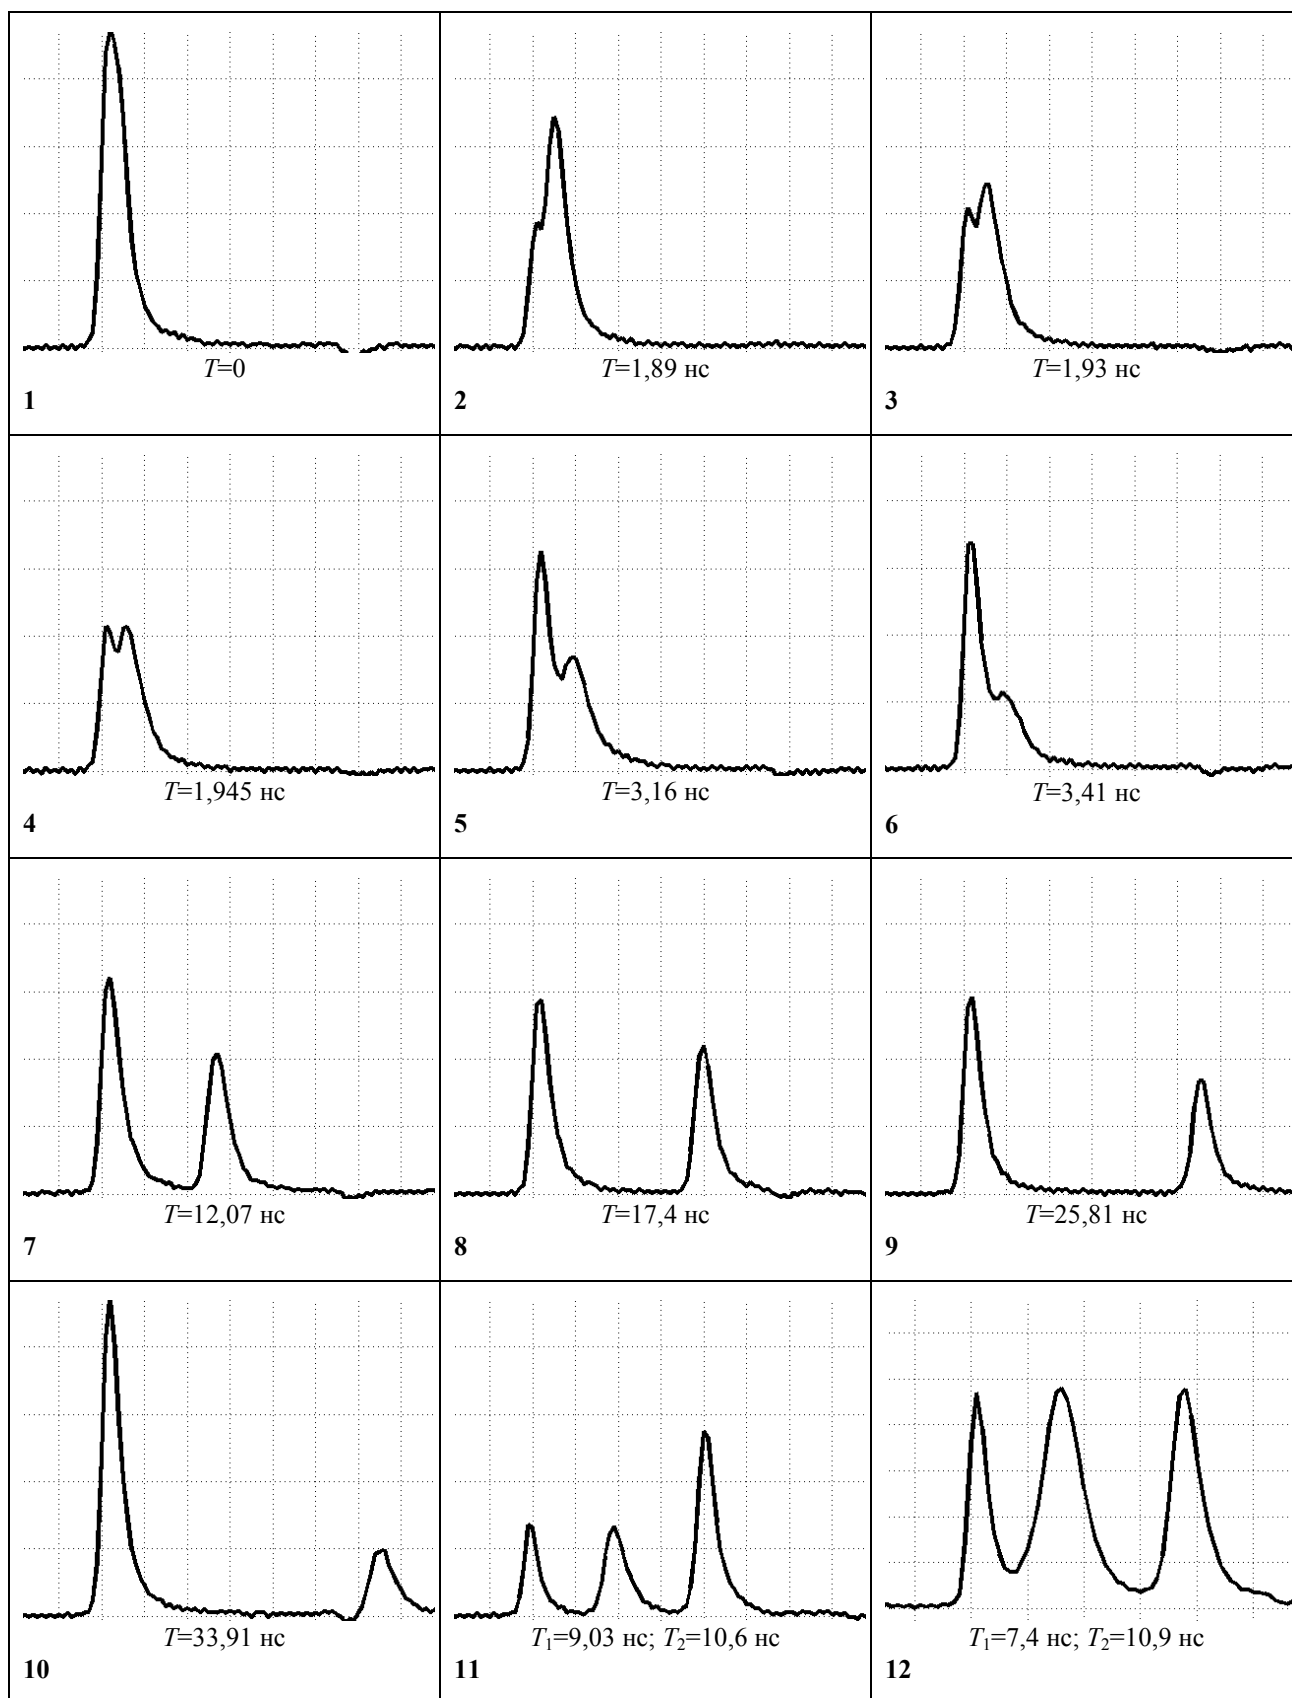 T=0
1
T=1,89 нс
2
T=1,93 нс
3
T=1,945 нс
4
T=3,16 нс
5
T=3,41 нс
6
T=12,07 нс
7
T=17,4 нс
8
T=25,81 нс
9
T=33,91 нс
10
T₁=9,03 нс; T₂=10,6 нс
11
T₁=7,4 нс; T₂=10,9 нс
12